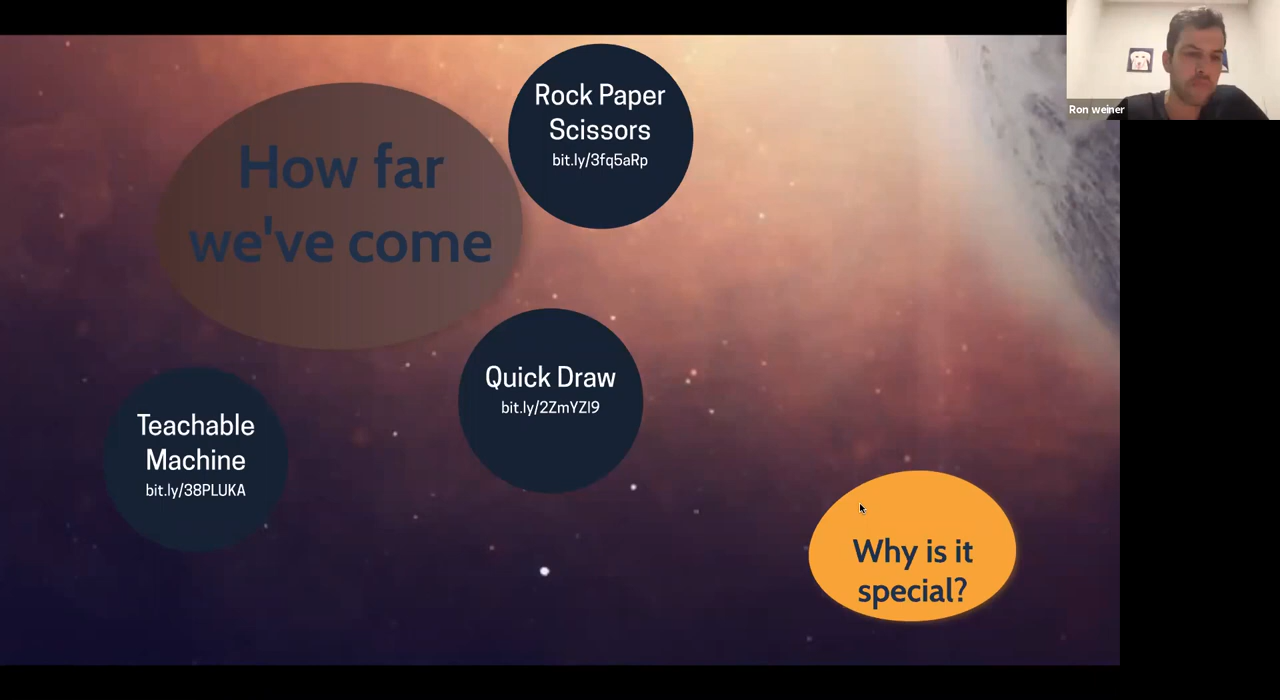 How far
we've come
Rock Paper
Scissors
bit.ly/3fq5aRp
Quick Draw
bit.ly/2ZmYZI9
Teachable
Machine
bit.ly/38PLUKA
Why is it
special?
Ron weiner